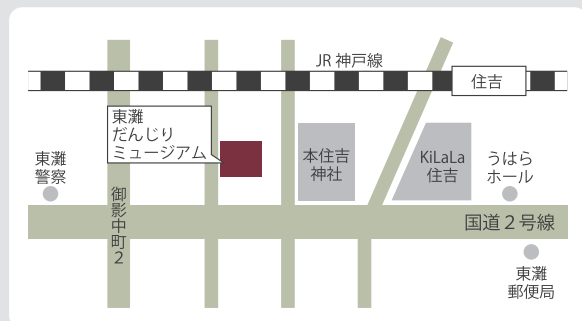 JR 神戸線
住吉
東灘
だんじり
ミュージアム
東灘
警察
本住吉
神社
KiLaLa
住吉
うはら
ホール
御影中町2
国道2号線
東灘
郵便局